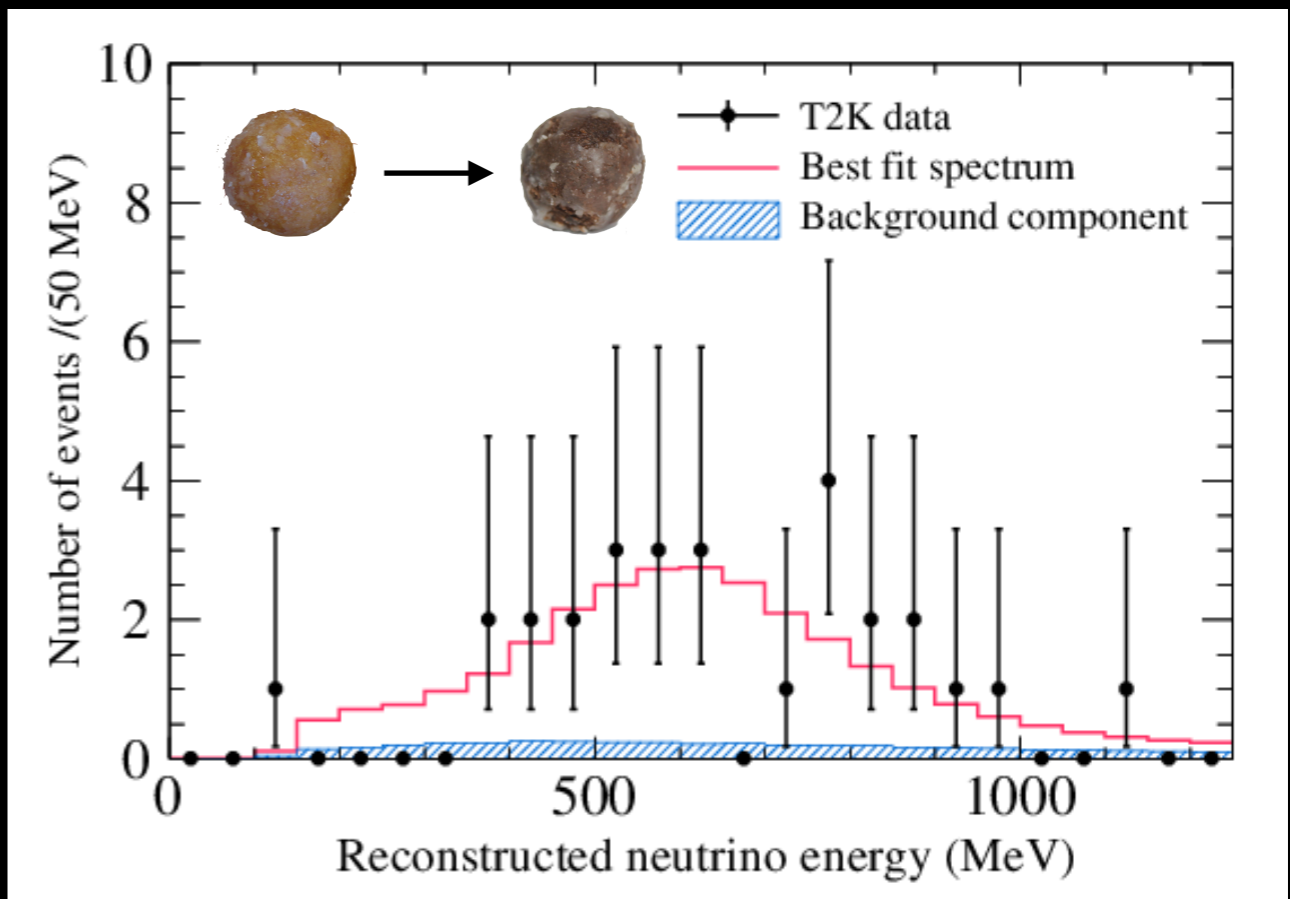 10
8
6
4
2
0
Number of events /(50 MeV)
T2K data
Best fit spectrum
Background component
0 500 1000
Reconstructed neutrino energy (MeV)